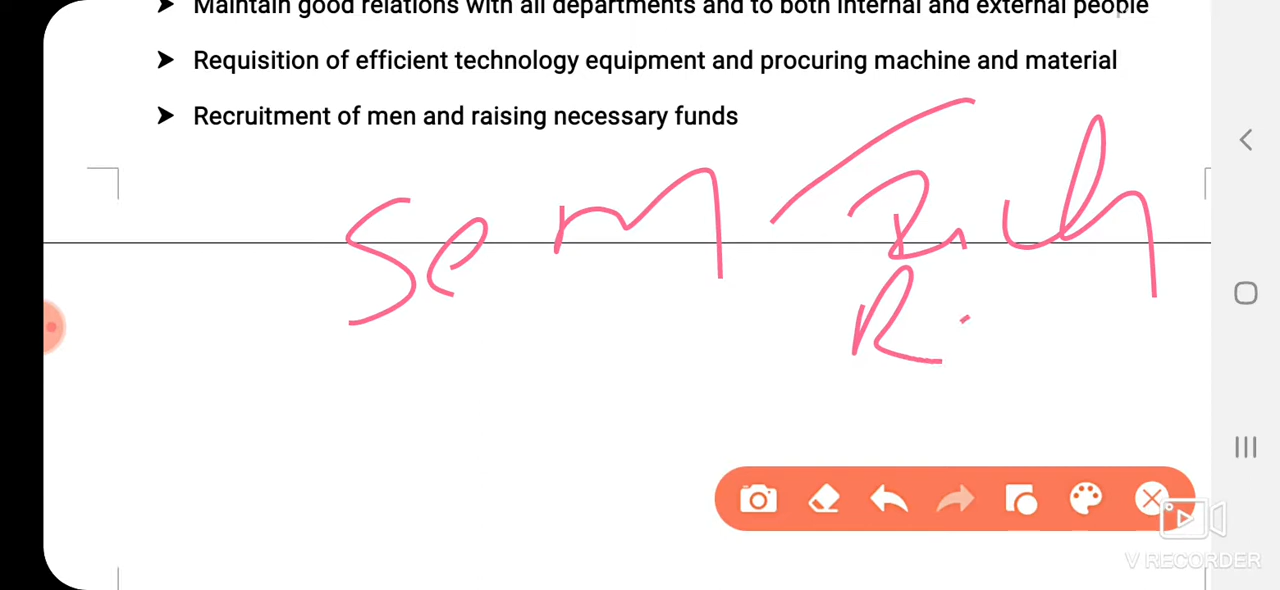 Maintain good relations with all departments and to both internal and external people
➤ Requisition of efficient technology equipment and procuring machine and material
➤ Recruitment of men and raising necessary funds
Sem
R.
V RECORDER